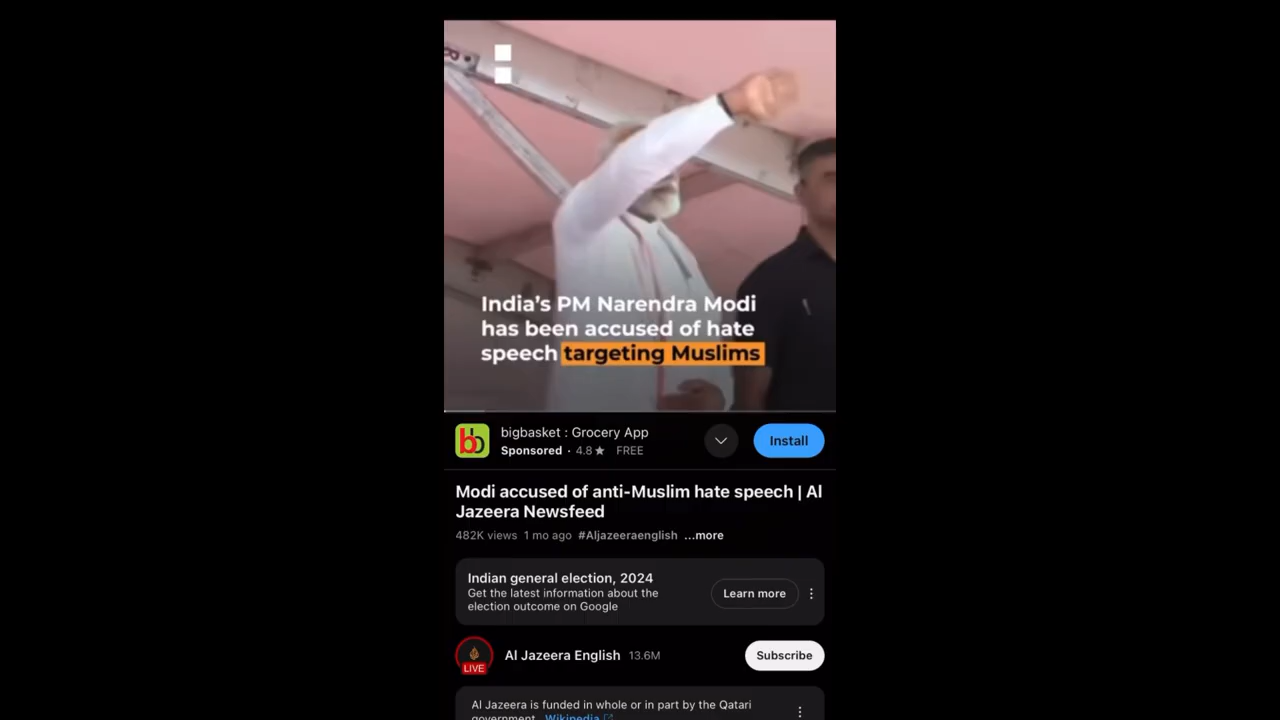 India's PM Narendra Modi
has been accused of hate
speech targeting Muslims
bb
bigbasket : Grocery App
Sponsored · 4.8★ FREE
Install
Modi accused of anti-Muslim hate speech | Al
Jazeera Newsfeed
482K views 1 mo ago #Aljazeeraenglish ...more
Indian general election, 2024
Get the latest information about the
election outcome on Google
Learn more
Al Jazeera English 13.6M
LIVE
Subscribe
Al Jazeera is funded in whole or in part by the Qatari
government. Wikipedia